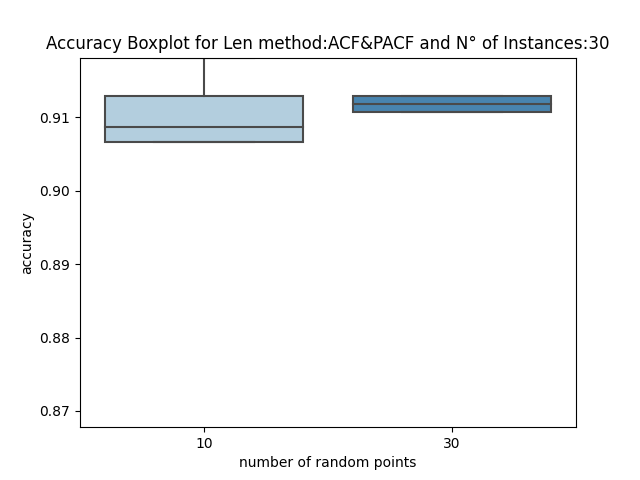 Accuracy Boxplot for Len method:ACF&PACF and N° of Instances:30
0.91
0.90
0.89
0.88
0.87
accuracy
10 30
number of random points